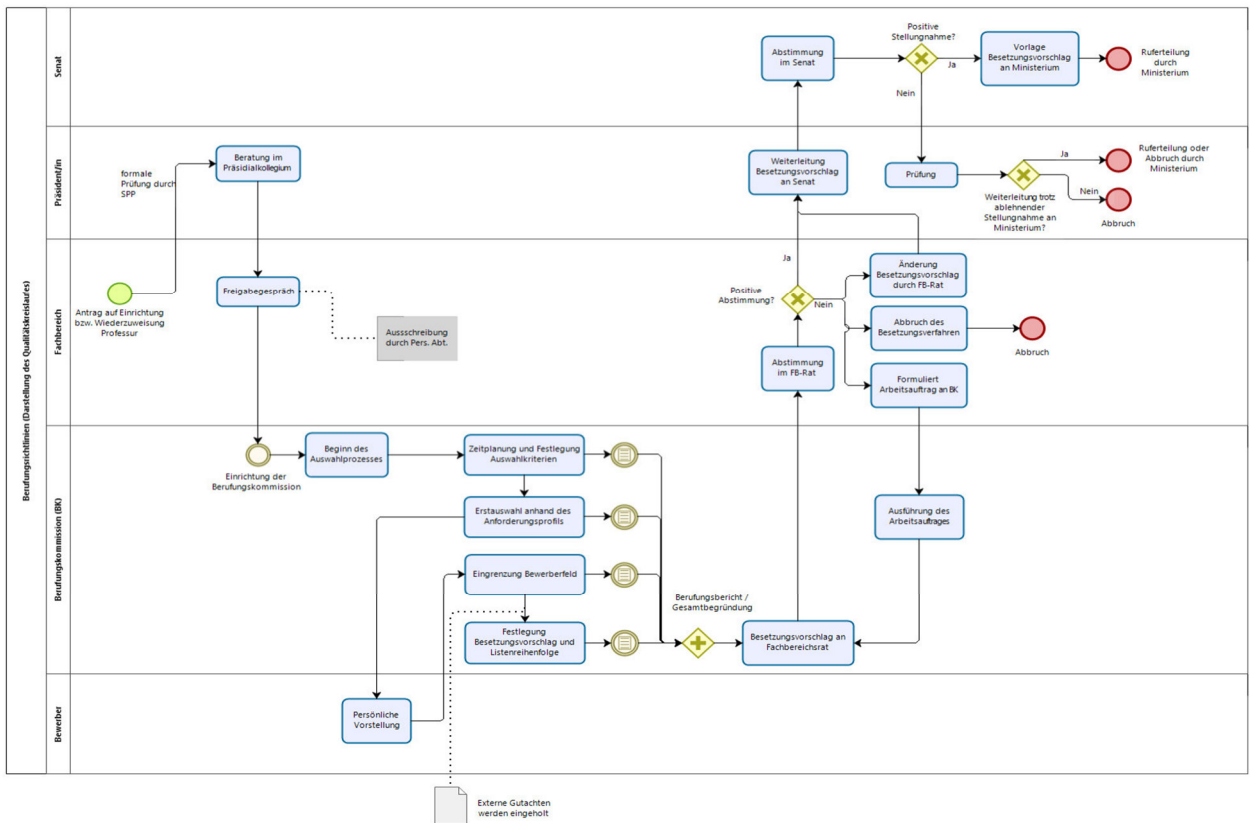 Berufungsrichtlinien (Darstellung des Qualitätskreislaufes)
Senat
Abstimmung
im Senat
Positive
Stellungnahme?
Ja
Nein
Vorlage
Besetzungsvorschlag
an Ministerium
Ruferteilung
durch
Ministerium
Präsident/in
formale
Prüfung durch
SPP
Beratung im
Präsidialkollegium
Weiterleitung
Besetzungsvorschlag
an Senat
Prüfung
Weiterleitung trotz
ablehnender
Stellungnahme an
Ministerium?
Ja
Nein
Ruferteilung oder
Abbruch durch
Ministerium
Abbruch
Fachbereich
Antrag auf Einrichtung
bzw. Wiederzuweisung
Professur
Freigabegespräch
Aussschreibung
durch Pers. Abt.
Ja
Positive
Abstimmung?
Nein
Abstimmung
im FB-Rat
Änderung
Besetzungsvorschlag
durch FB-Rat
Abbruch des
Besetzungsverfahren
Abbruch
Formuliert
Arbeitsauftrag an BK
Berufungskommission (BK)
Einrichtung der
Berufungskommission
Beginn des
Auswahlprozesses
Zeitplanung und Festlegung
Auswahlkriterien
Erstauswahl anhand des
Anforderungsprofils
Eingrenzung Bewerberfeld
Festlegung
Besetzungsvorschlag und
Listenreihenfolge
Berufungsbericht /
Gesamtbegründung
Besetzungsvorschlag an
Fachbereichsrat
Ausführung des
Arbeitsauftrages
Bewerber
Persönliche
Vorstellung
Externe Gutachten
werden eingeholt